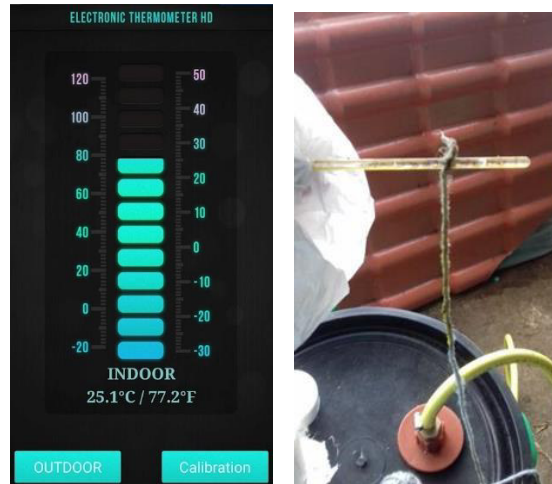 ELECTRONIC THERMOMETER HD
120 50
100 40
80 30
60 20
40 10
20 0
0 -10
-20 -20
-30
INDOOR
25.1°C / 77.2°F
OUTDOOR Calibration